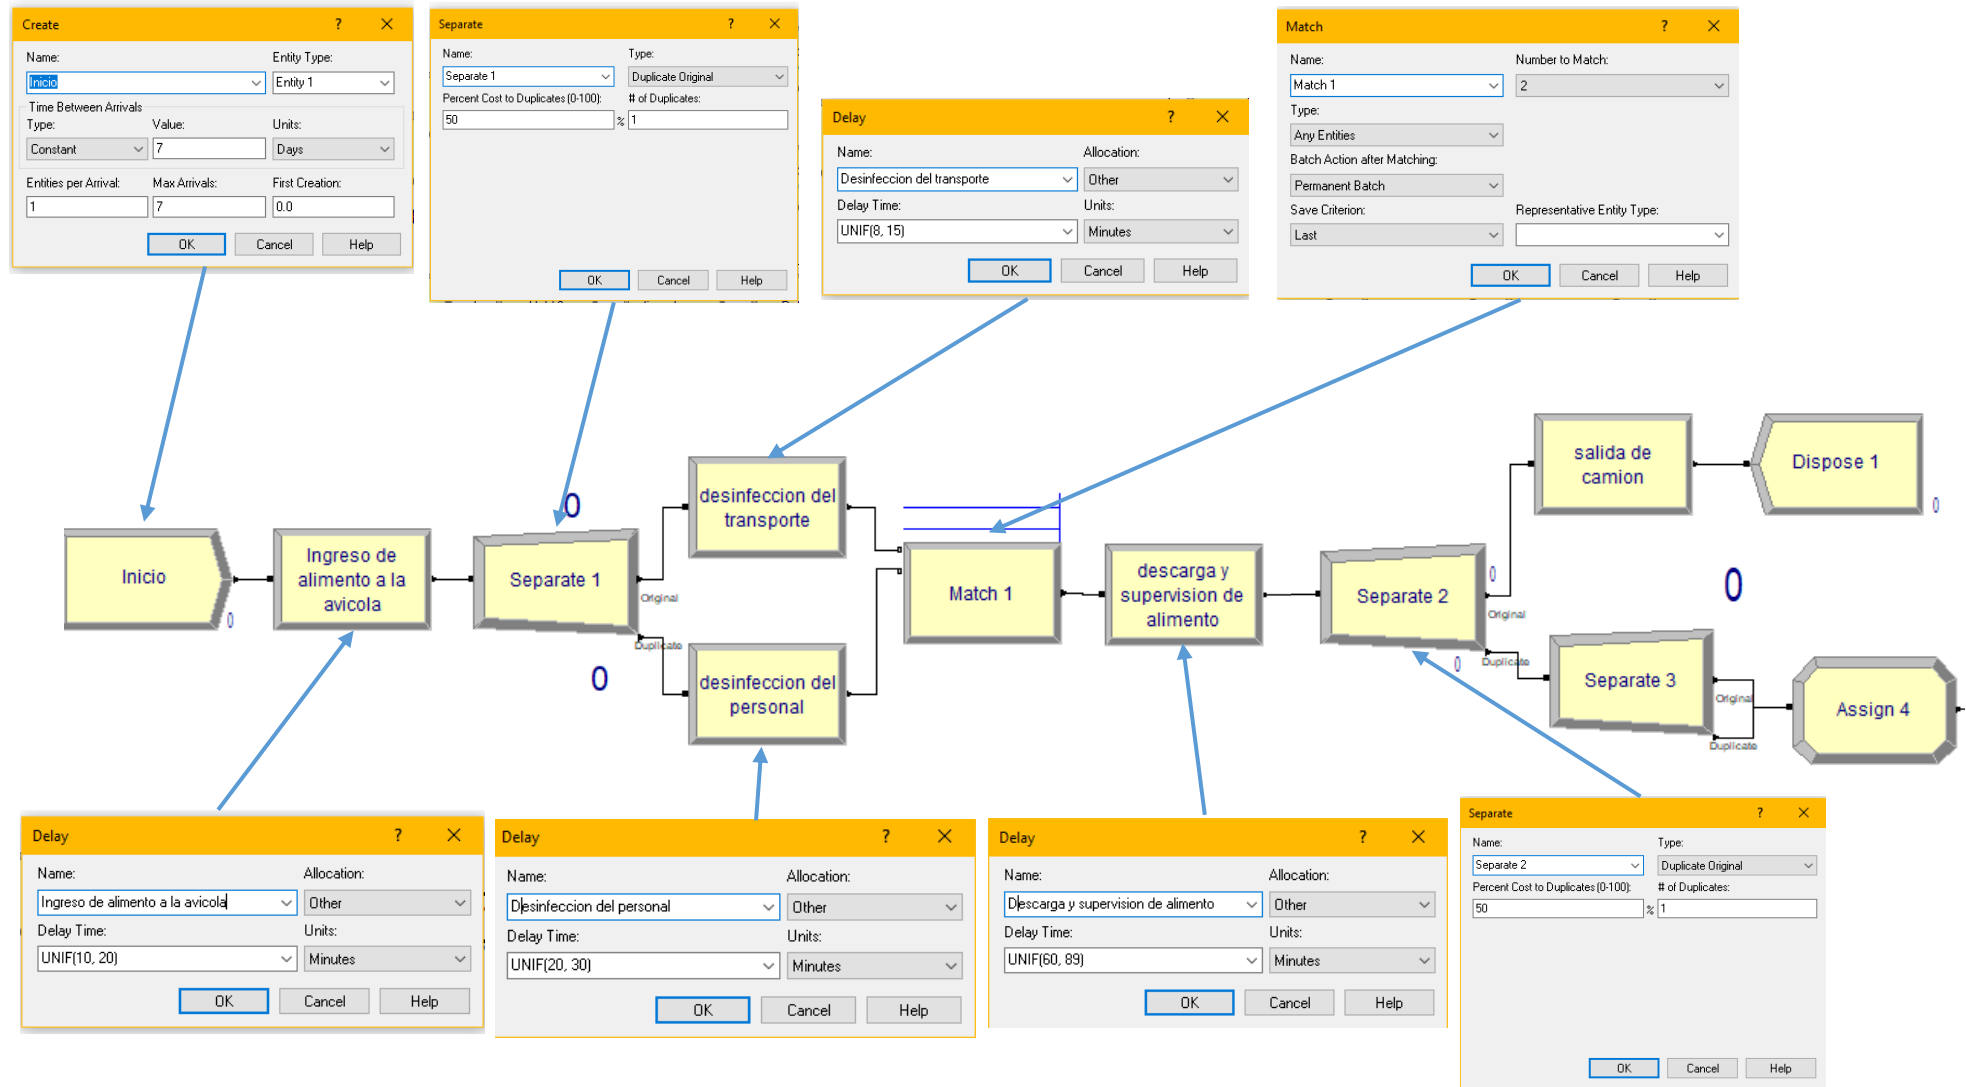 Create ? ×
Name: Entity Type:
Inicio Entity 1
Time Between Arrivals
Type: Value: Units:
Constant 7 Days
Entities per Arrival: Max Arrivals: First Creation:
1 7 0.0
OK Cancel Help
Separate ? ×
Name: Type:
Separate 1 Duplicate Original
Percent Cost to Duplicates (0-100): # of Duplicates:
50 % 1
OK Cancel Help
Delay ? ×
Name: Allocation:
Desinfeccion del transporte Other
Delay Time: Units:
UNIF(8, 15) Minutes
OK Cancel Help
Match ? ×
Name: Number to Match:
Match 1 2
Type:
Any Entities
Batch Action after Matching:
Permanent Batch
Save Criterion: Representative Entity Type:
Last
OK Cancel Help
Inicio
0
Ingreso de
alimento a la
avicola
Separate 1
0
Original
Duplicate
0
desinfeccion del
transporte
desinfeccion del
personal
Match 1
descarga y
supervision de
alimento
Separate 2
0
Original
0
Duplicate
salida de
camion
Dispose 1
0
0
Separate 3
Original
Duplicate
Assign 4
Delay ? ×
Name: Allocation:
Ingreso de alimento a la avicola Other
Delay Time: Units:
UNIF(10, 20) Minutes
OK Cancel Help
Delay ? ×
Name: Allocation:
Desinfeccion del personal Other
Delay Time: Units:
UNIF(20, 30) Minutes
OK Cancel Help
Delay ? ×
Name: Allocation:
Descarga y supervision de alimento Other
Delay Time: Units:
UNIF(60, 89) Minutes
OK Cancel Help
Separate ? ×
Name: Type:
Separate 2 Duplicate Original
Percent Cost to Duplicates (0-100): # of Duplicates:
50 % 1
OK Cancel Help